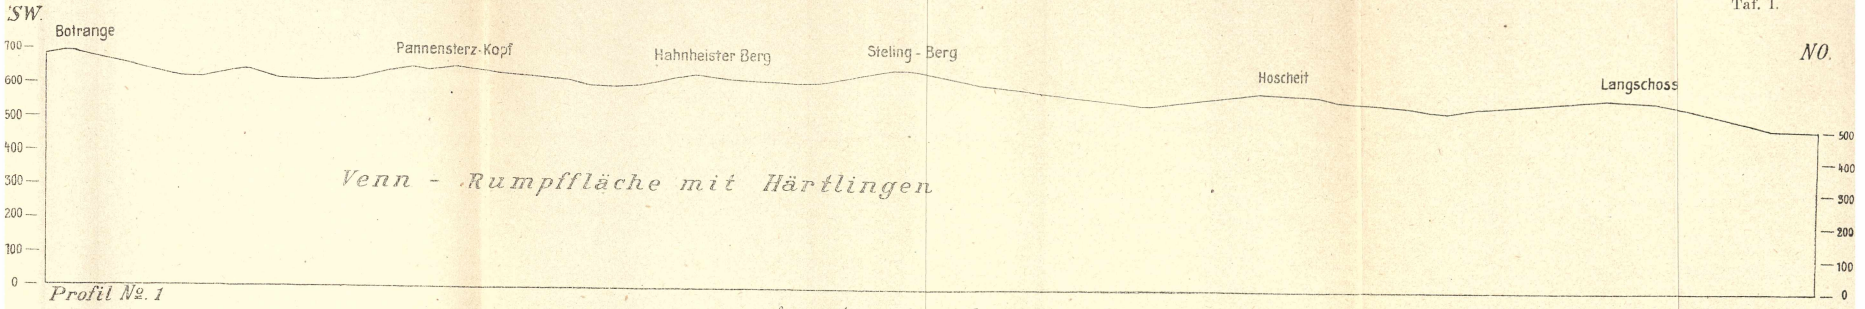 SW.
Taf. 1.
Botrange
Pannensterz-Kopf
Hahnheister Berg
Steling - Berg
NO.
Hoscheit
Langschoss
700
600
500
400
300
200
100
0
500
400
300
200
100
0
Venn - Rumpffläche mit Härtlingen
Profil No. 1